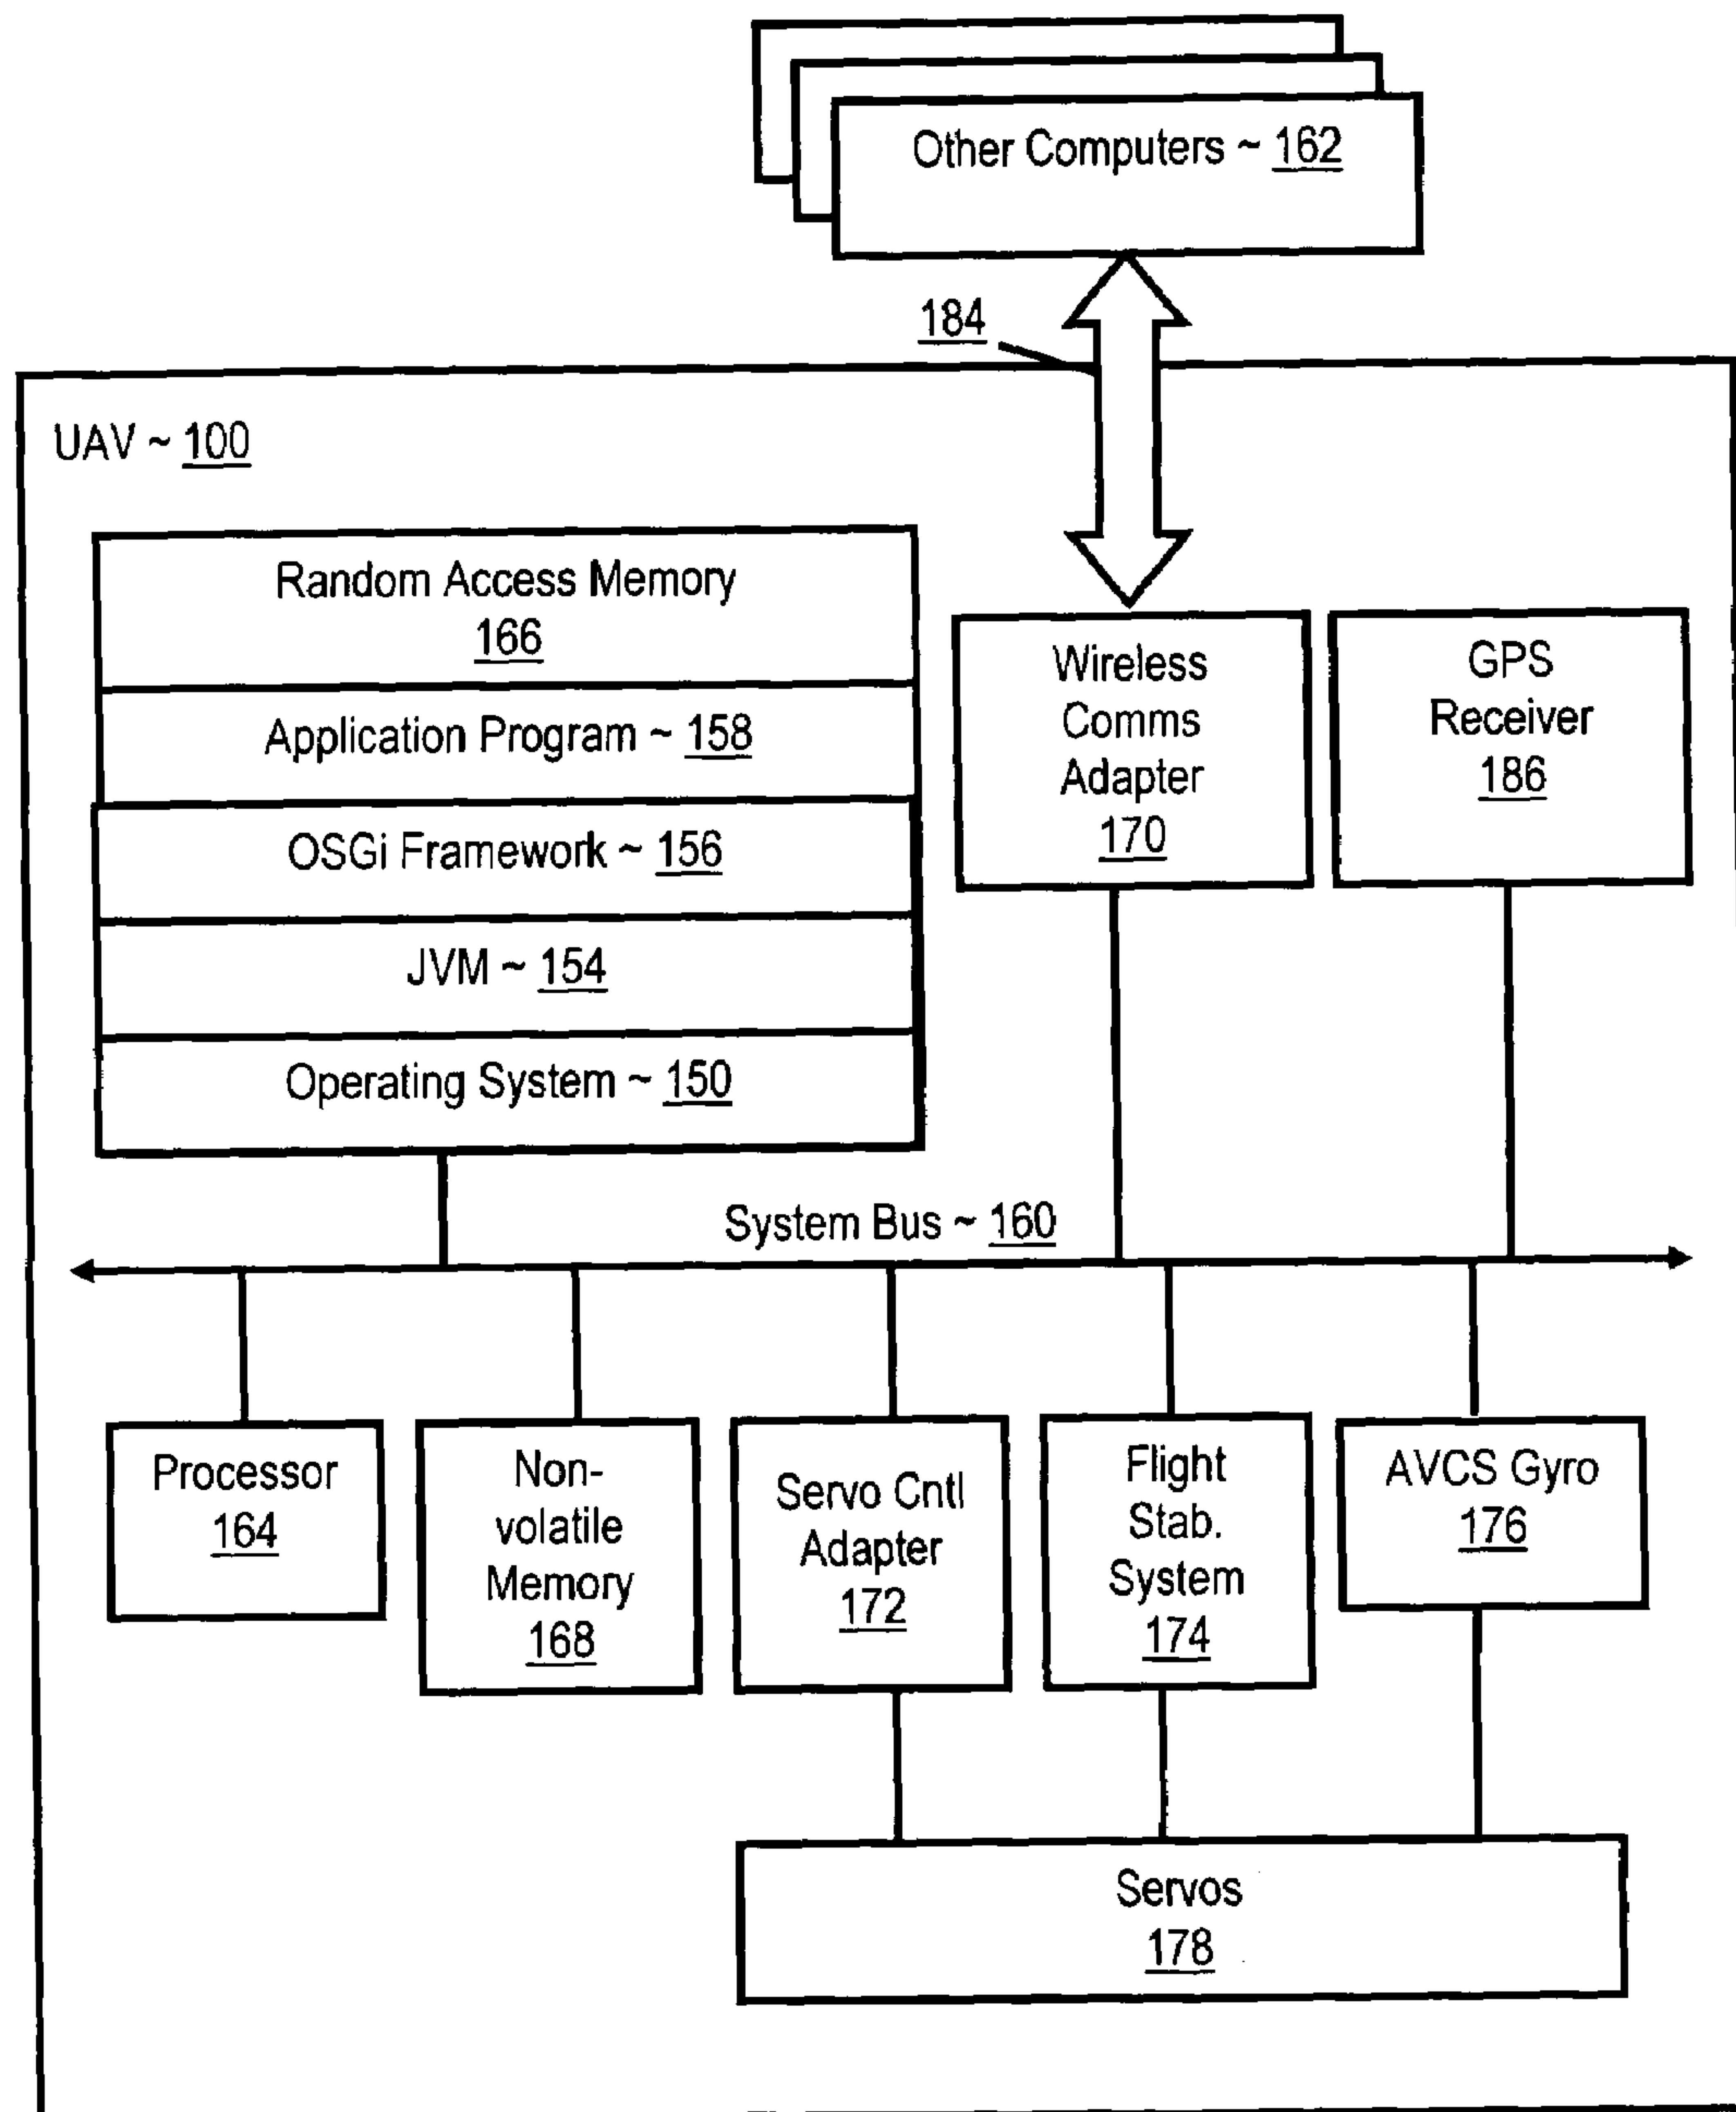 Other Computers ~ 162
184
UAV ~ 100
Random Access Memory
166
Application Program ~ 158
OSGi Framework ~ 156
JVM ~ 154
Operating System ~ 150
Wireless
Comms
Adapter
170
GPS
Receiver
186
System Bus ~ 160
Processor
164
Non-
volatile
Memory
168
Servo Cntl
Adapter
172
Flight
Stab.
System
174
AVCS Gyro
176
Servos
178